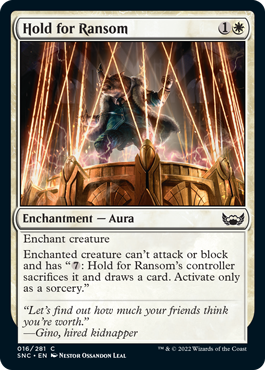 Hold for Ransom 1
Enchantment — Aura
Enchant creature
Enchanted creature can't attack or block
and has “7: Hold for Ransom's controller
sacrifices it and draws a card. Activate only
as a sorcery.”
“Let's find out how much your friends think
you're worth.”
—Gino, hired kidnapper
016/281 C
SNC • EN Nestor Ossandon Leal
™ & © 2022 Wizards of the Coast